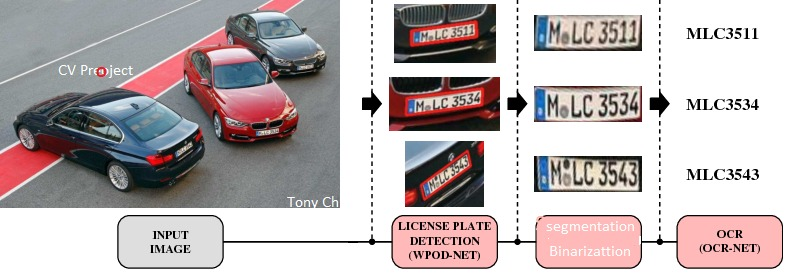 CV Project
Tony Ch
M LC 3511
M LC 3534
M LC 3543
M LC 3511
M LC 3534
M LC 3543
MLC3511
MLC3534
MLC3543
INPUT
IMAGE
LICENSE PLATE
DETECTION
(WPOD-NET)
segmentation
Binarizattion
OCR
(OCR-NET)